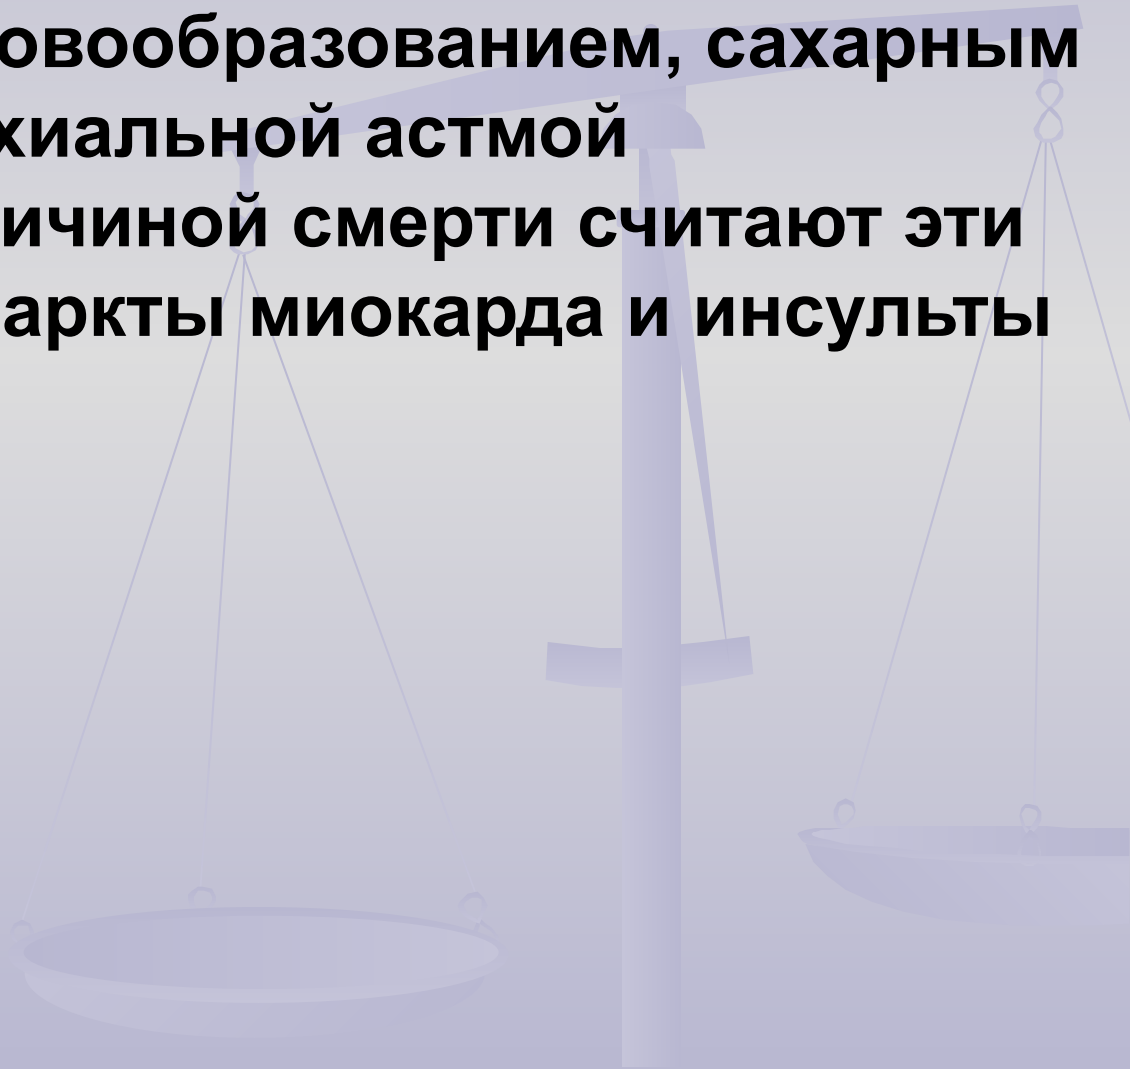 овообразованием, сахарным
хиальной астмой
ичиной смерти считают эти
аркты миокарда и инсульты